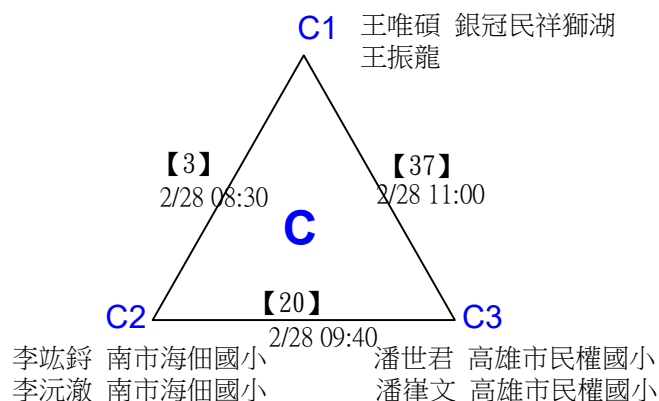 C1 王唯碩 銀冠民祥獅湖
王振龍
【3】
2/28 08:30
【37】
2/28 11:00
C
【20】
2/28 09:40
C2
C3
李竑釨 南市海佃國小
李沅澈 南市海佃國小
潘世君 高雄市民權國小
潘嵂文 高雄市民權國小